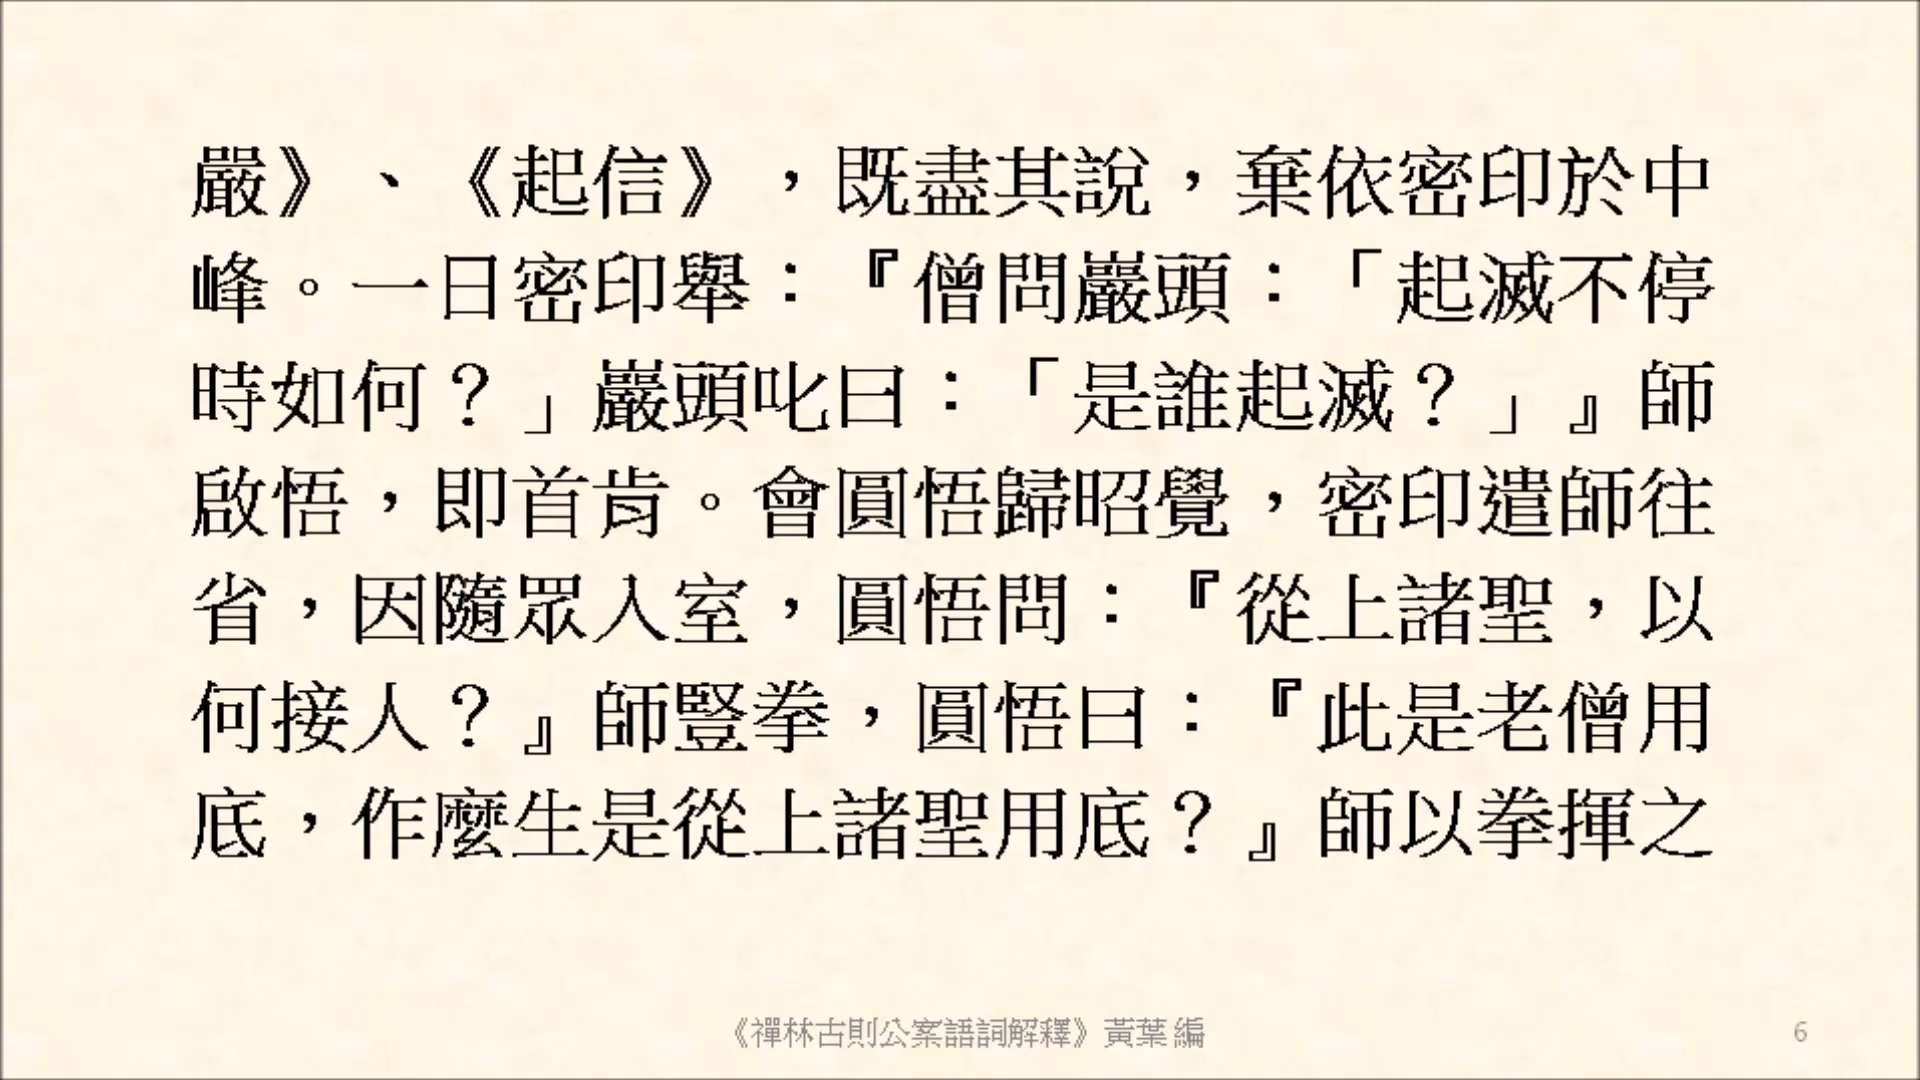 嚴》、《起信》，既盡其說，棄依密印於中
峰。一日密印舉：『僧問巖頭：「起滅不停
時如何？」巖頭叱曰：「是誰起滅？」』師
啟悟，即首肯。會圓悟歸昭覺，密印遣師往
省，因隨眾入室，圓悟問：『從上諸聖，以
何接人？』師豎拳，圓悟曰：『此是老僧用
底，作麼生是從上諸聖用底？』師以拳揮之
《禪林古則公案語詞解釋》黃葉 編
6